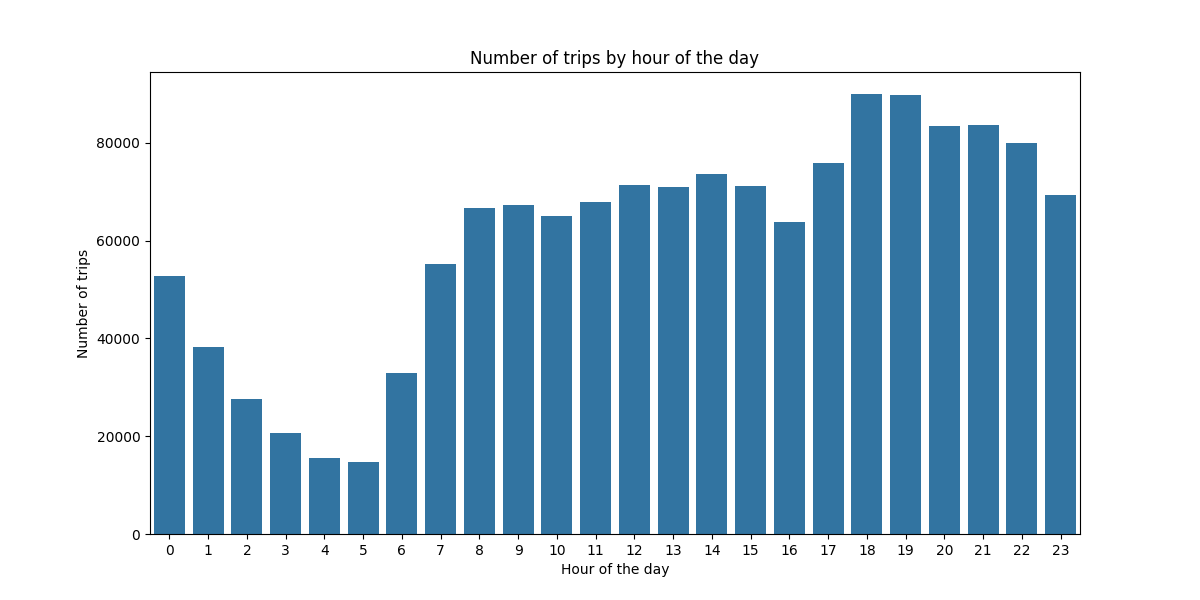 Number of trips by hour of the day
Number of trips
80000
60000
40000
20000
0
0 1 2 3 4 5 6 7 8 9 10 11 12 13 14 15 16 17 18 19 20 21 22 23
Hour of the day